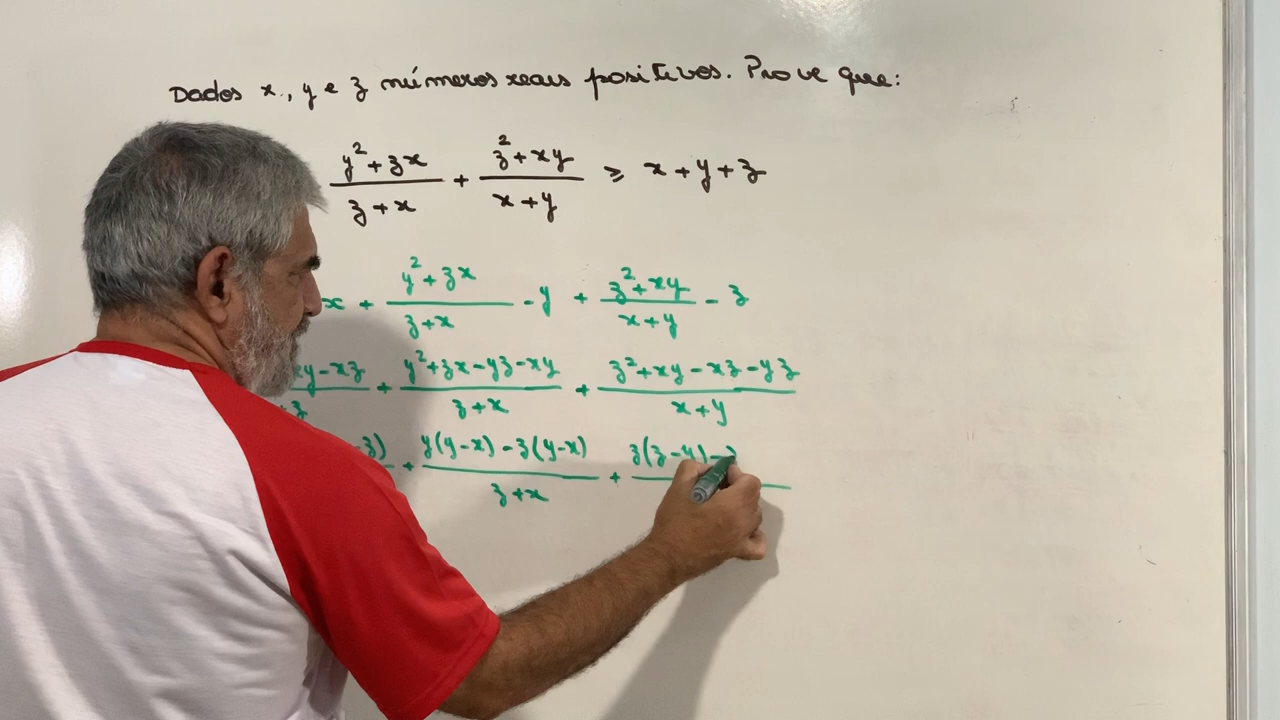 Dados x, y e z números reais positivos. Prove que:
(y² + zx)/(z + x) + (z² + xy)/(x + y) ≥ x + y + z
x + (y² + zx)/(z + x) - y + (z² + xy)/(x + y) - z
xy - xz)/+z + (y² + zx - yz - xy)/(z + x) + (z² + xy - xz - yz)/(x + y)
z) + (y(y-x) - z(y-x))/(z + x) + z(z-y) -